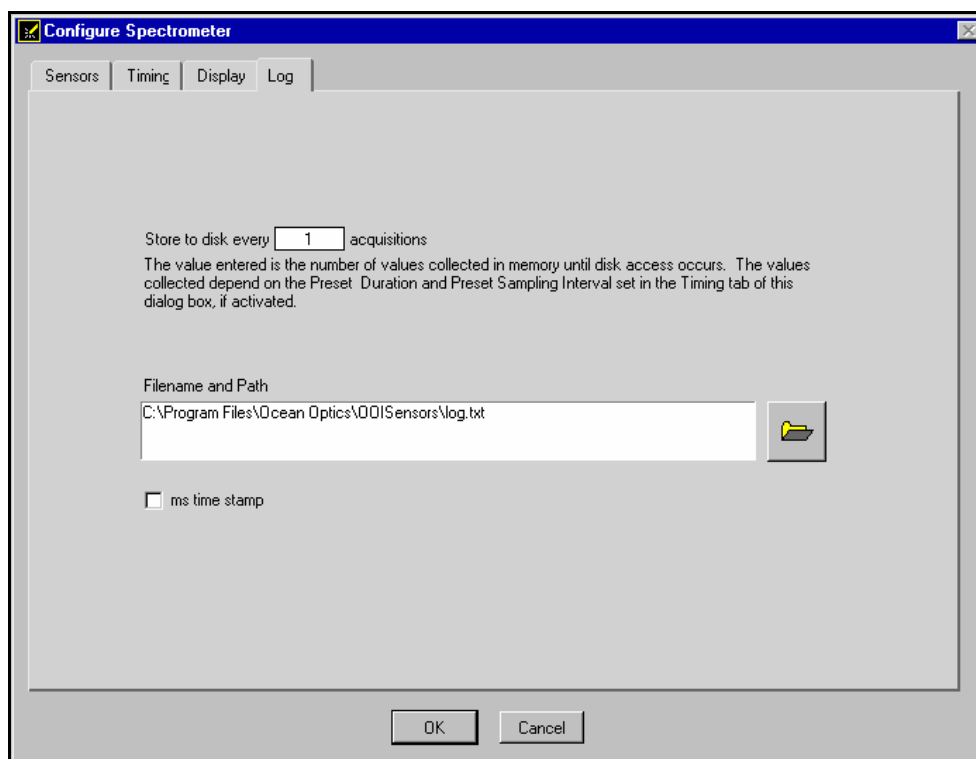 Configure Spectrometer
Sensors Timing Display Log
Store to disk every 1 acquisitions
The value entered is the number of values collected in memory until disk access occurs. The values
collected depend on the Preset Duration and Preset Sampling Interval set in the Timing tab of this
dialog box, if activated.
Filename and Path
C:\Program Files\Ocean Optics\OOISensors\log.txt
ms time stamp
OK Cancel